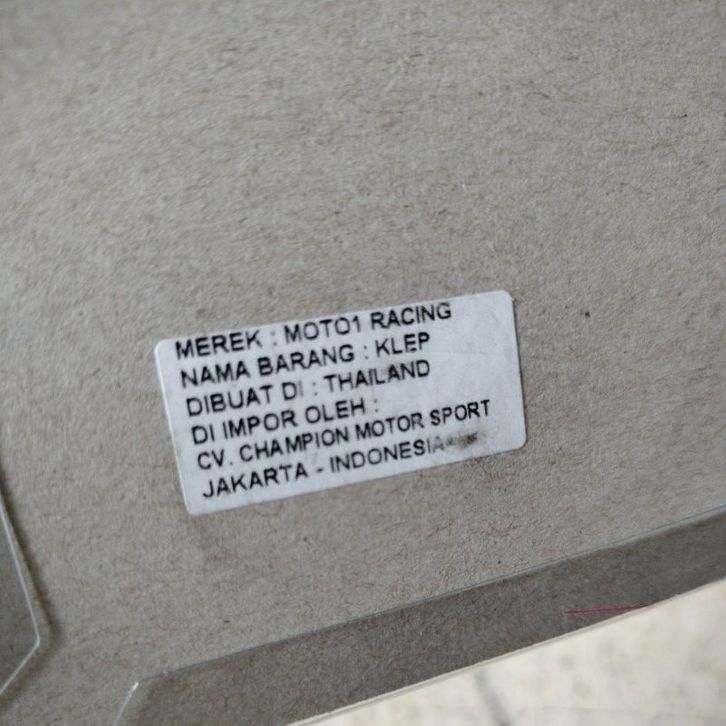 MEREK : MOTO1 RACING
NAMA BARANG : KLEP
DIBUAT DI : THAILAND
DI IMPOR OLEH :
CV. CHAMPION MOTOR SPORT
JAKARTA - INDONESIA